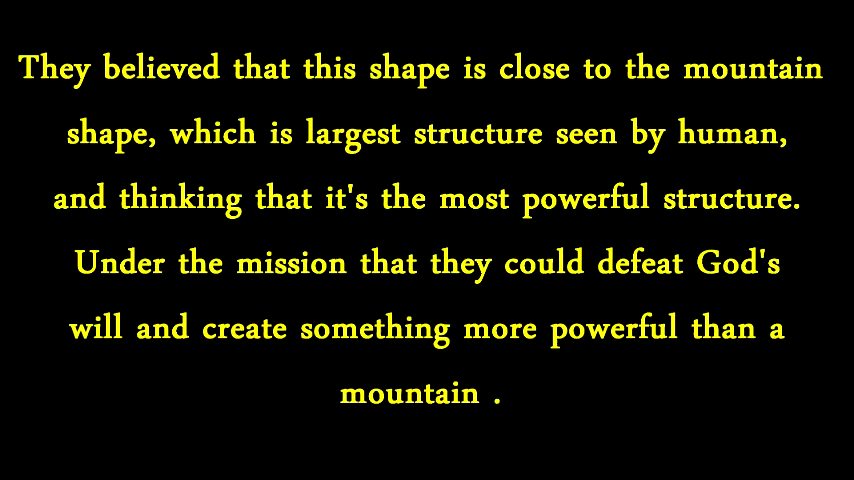 They believed that this shape is close to the mountain
shape, which is largest structure seen by human,
and thinking that it's the most powerful structure.
Under the mission that they could defeat God's
will and create something more powerful than a
mountain .